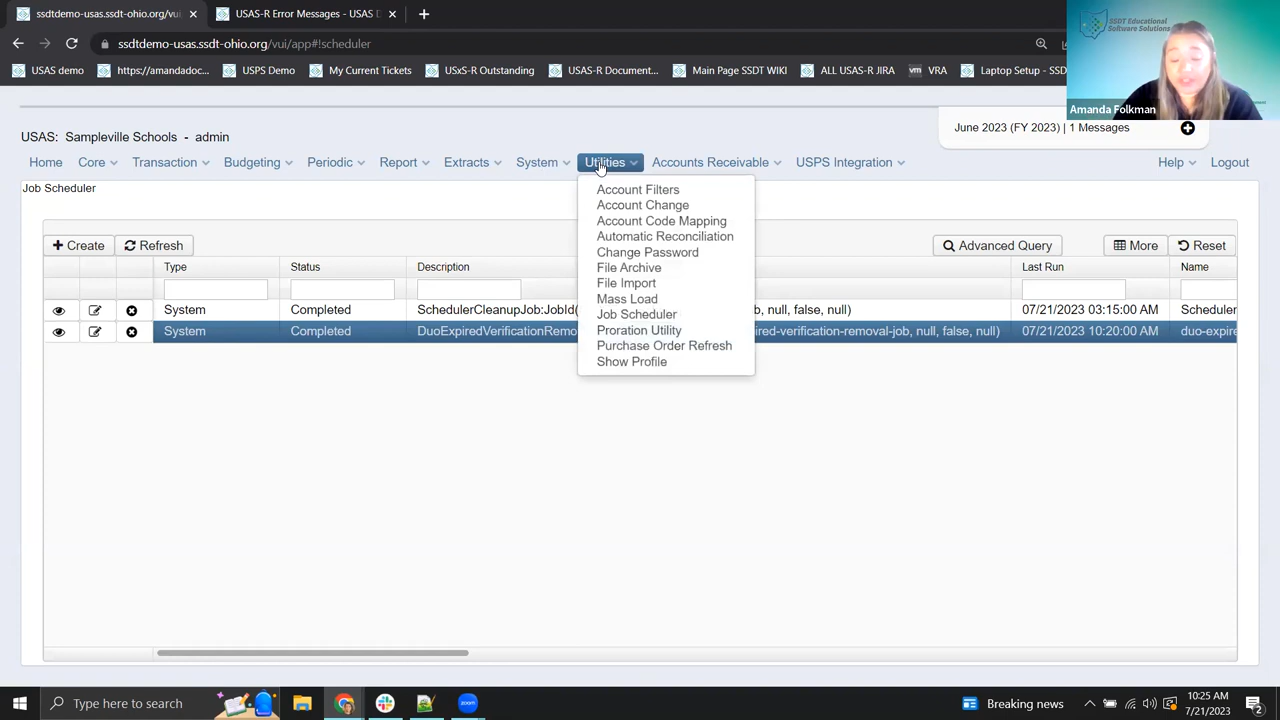 ssdtdemo-usas.ssdt-ohio.org/vui
USAS-R Error Messages - USAS D
ssdtdemo-usas.ssdt-ohio.org/vui/app#!scheduler
USAS demo
https://amandadoc...
USPS Demo
My Current Tickets
USxS-R Outstanding
USAS-R Document...
Main Page SSDT WIKI
ALL USAS-R JIRA
vm VRA
Laptop Setup - SSD
SSDT Educational
Software Solutions
Amanda Folkman
USAS: Sampleville Schools - admin
June 2023 (FY 2023) | 1 Messages
Home Core Transaction Budgeting Periodic Report Extracts System Utilities Accounts Receivable USPS Integration Help Logout
Job Scheduler
Account Filters
Account Change
Account Code Mapping
Automatic Reconciliation
Change Password
File Archive
File Import
Mass Load
Job Scheduler
Proration Utility
Purchase Order Refresh
Show Profile
Create Refresh Advanced Query More Reset
Type Status Description Last Run Name
System Completed SchedulerCleanupJob:JobId( b, null, false, null) 07/21/2023 03:15:00 AM Scheduler
System Completed DuoExpiredVerificationRemo ired-verification-removal-job, null, false, null) 07/21/2023 10:20:00 AM duo-expire
Type here to search
zoom
Breaking news
10:25 AM
7/21/2023
2